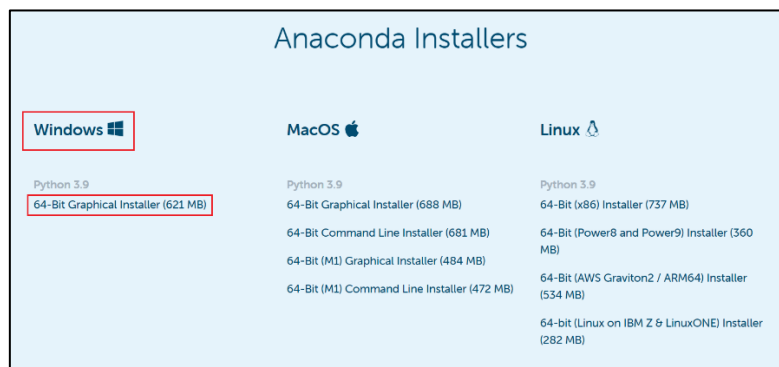 Anaconda Installers
Windows
MacOS
Linux
Python 3.9
64-Bit Graphical Installer (621 MB)
Python 3.9
64-Bit Graphical Installer (688 MB)
64-Bit Command Line Installer (681 MB)
64-Bit (M1) Graphical Installer (484 MB)
64-Bit (M1) Command Line Installer (472 MB)
Python 3.9
64-Bit (x86) Installer (737 MB)
64-Bit (Power8 and Power9) Installer (360
MB)
64-Bit (AWS Graviton2 / ARM64) Installer
(534 MB)
64-bit (Linux on IBM Z & LinuxONE) Installer
(282 MB)